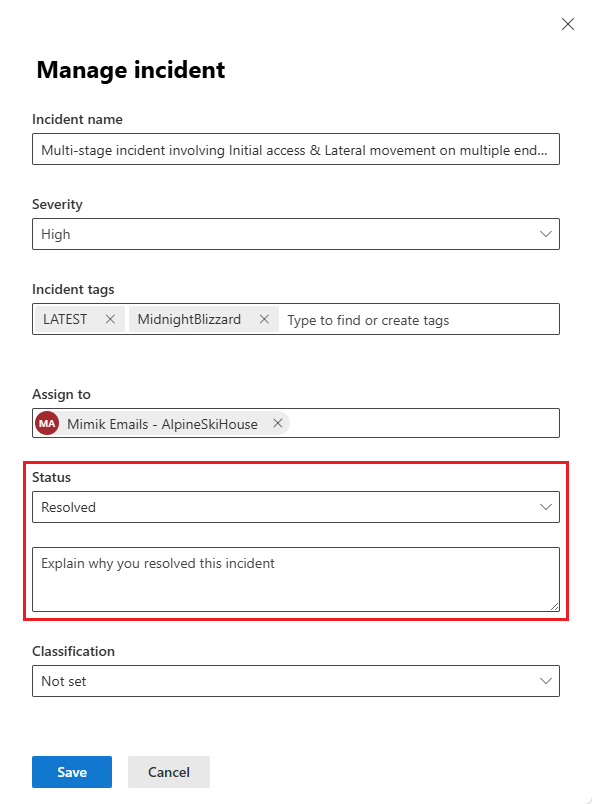 Manage incident
Incident name
Multi-stage incident involving Initial access & Lateral movement on multiple end...
Severity
High
Incident tags
LATEST MidnightBlizzard Type to find or create tags
Assign to
MA Mimik Emails - AlpineSkiHouse
Status
Resolved
Explain why you resolved this incident
Classification
Not set
Save Cancel